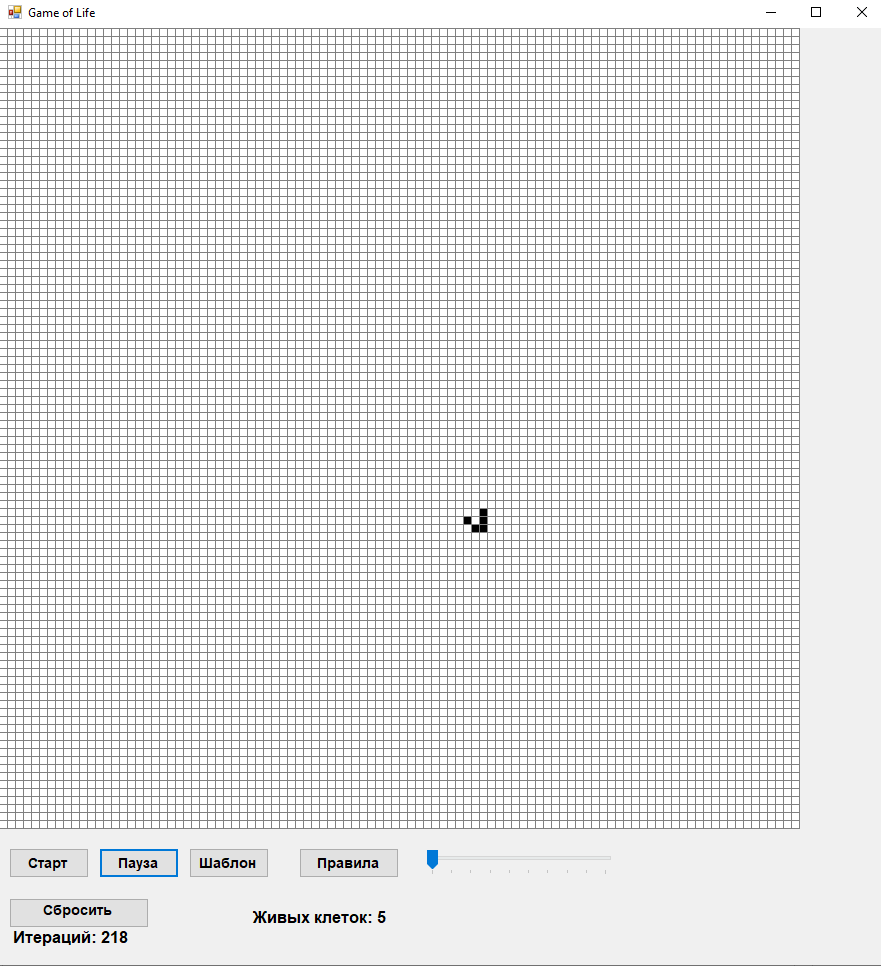 Game of Life
Старт Пауза Шаблон Правила
Сбросить
Живых клеток: 5
Итераций: 218